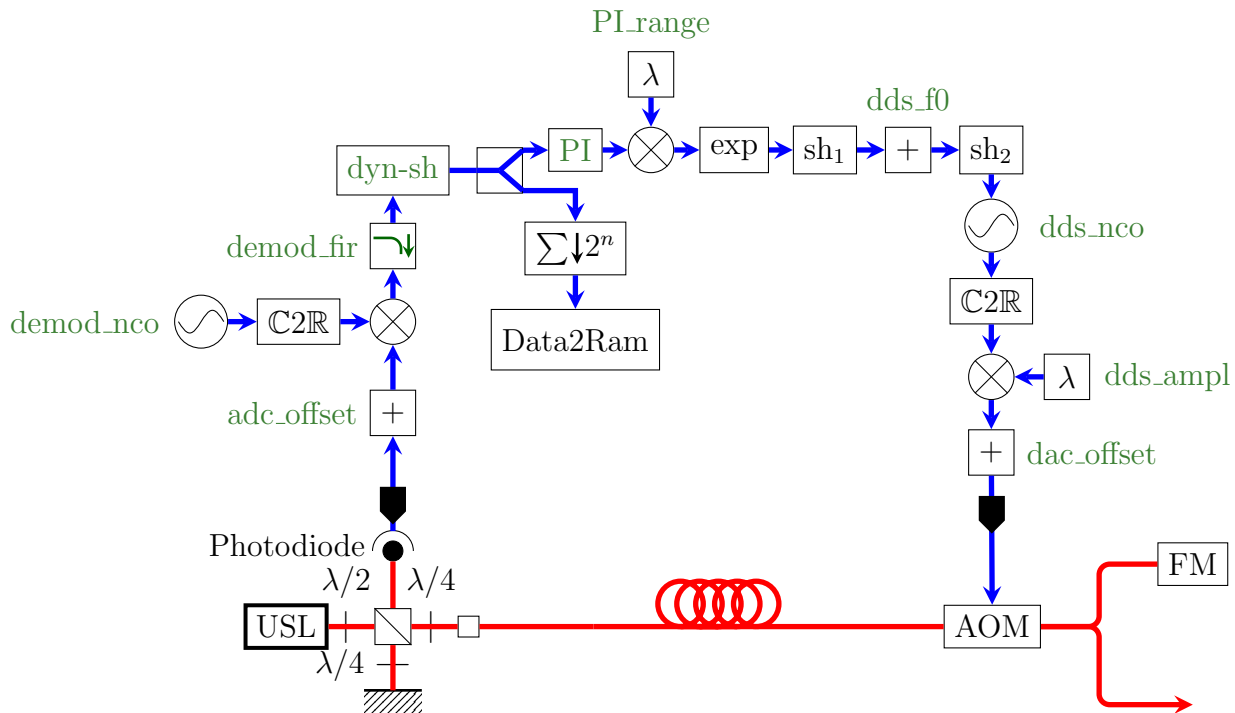 PI_range
λ
dds_f0
dyn-sh
PI
exp
sh₁
+
sh₂
demod_fir
∑↓2ⁿ
dds_nco
demod_nco
ℂ2ℝ
Data2Ram
ℂ2ℝ
λ
dds_ampl
adc_offset
+
+
dac_offset
Photodiode
λ/2
λ/4
FM
USL
AOM
λ/4